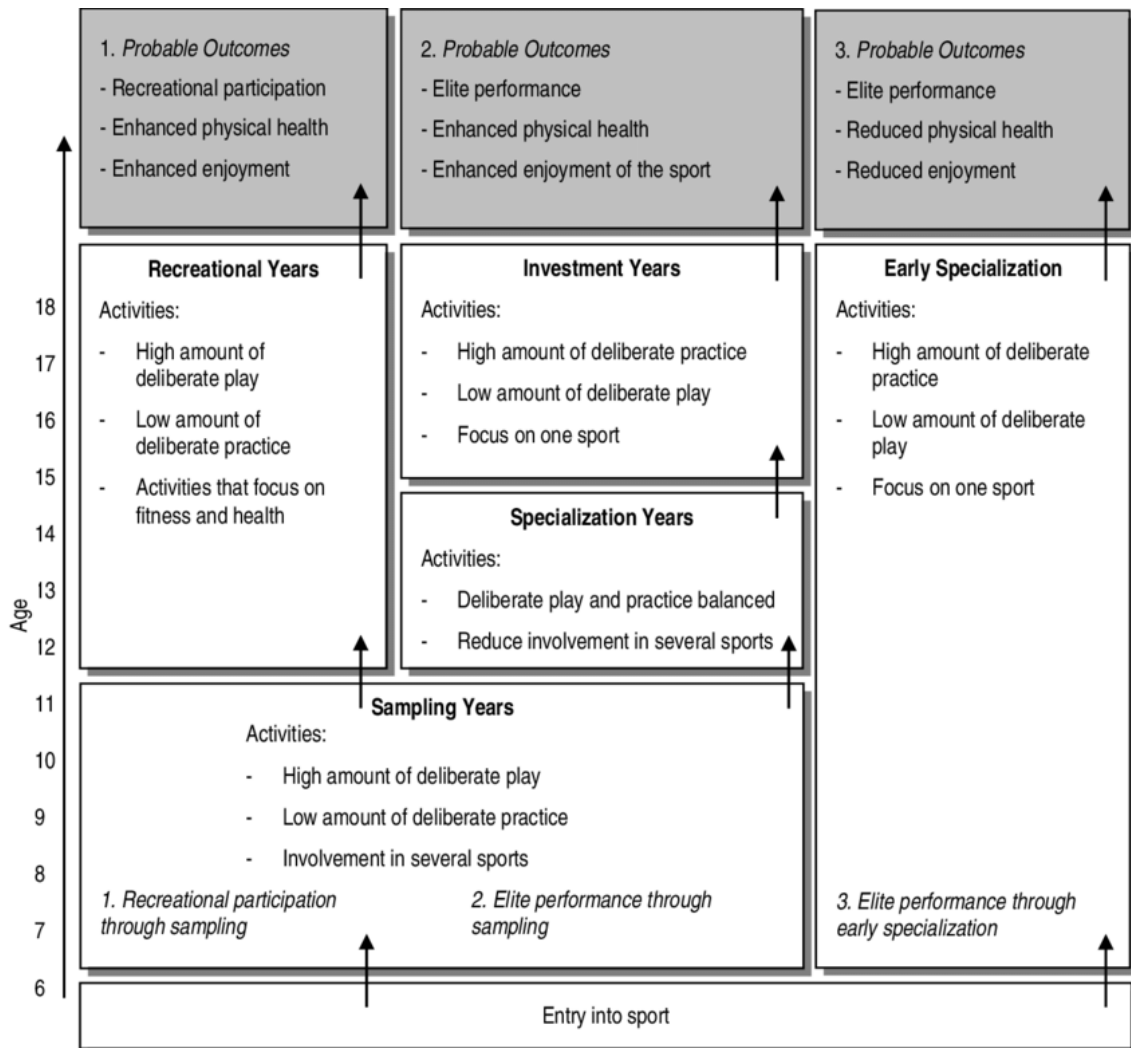 1. Probable Outcomes
- Recreational participation
- Enhanced physical health
- Enhanced enjoyment
2. Probable Outcomes
- Elite performance
- Enhanced physical health
- Enhanced enjoyment of the sport
3. Probable Outcomes
- Elite performance
- Reduced physical health
- Reduced enjoyment
Recreational Years
Activities:
- High amount of
deliberate play
- Low amount of
deliberate practice
- Activities that focus on
fitness and health
Investment Years
Activities:
- High amount of deliberate practice
- Low amount of deliberate play
- Focus on one sport
Specialization Years
Activities:
- Deliberate play and practice balanced
- Reduce involvement in several sports
Early Specialization
Activities:
- High amount of deliberate
practice
- Low amount of deliberate
play
- Focus on one sport
3. Elite performance through
early specialization
Sampling Years
Activities:
- High amount of deliberate play
- Low amount of deliberate practice
- Involvement in several sports
1. Recreational participation
through sampling
2. Elite performance through
sampling
Entry into sport
Age
18
17
16
15
14
13
12
11
10
9
8
7
6